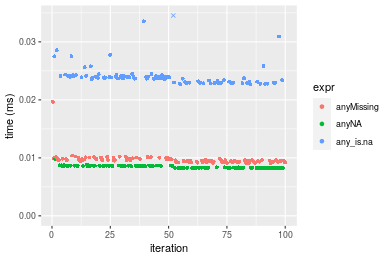 time (ms)
0.03
0.02
0.01
0.00
0
25
50
75
100
iteration
expr
anyMissing
anyNA
any_is.na